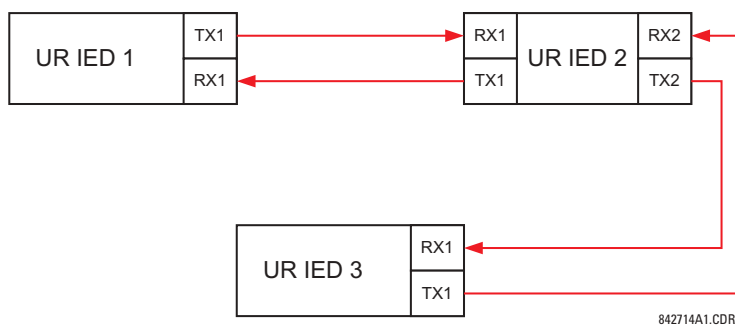 UR IED 1
TX1
RX1
RX1
TX1
UR IED 2
RX2
TX2
UR IED 3
RX1
TX1
842714A1.CDR